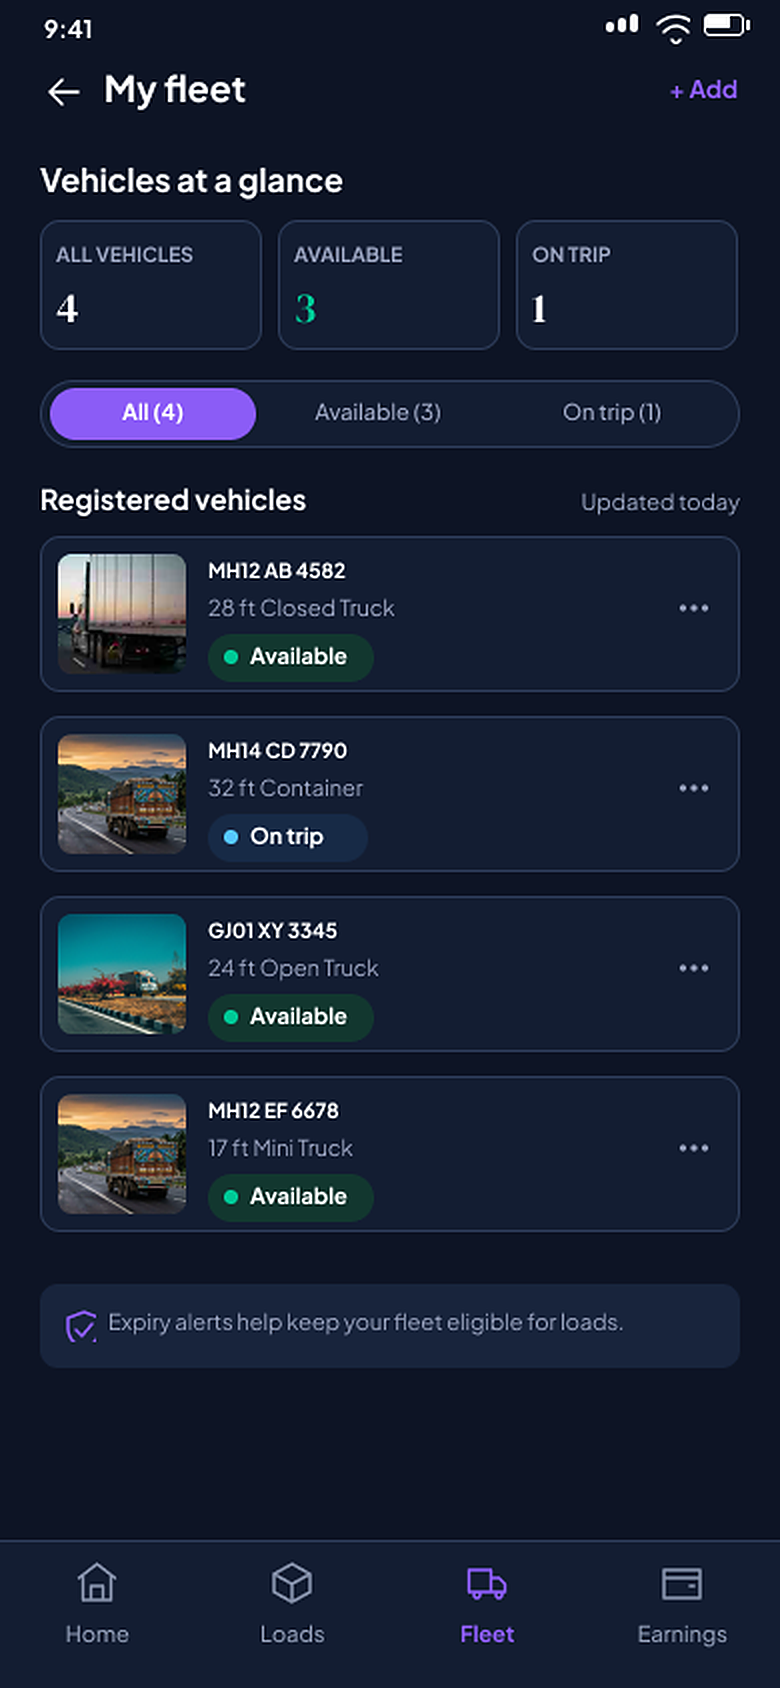 9:41
My fleet
+ Add
Vehicles at a glance
ALL VEHICLES
AVAILABLE
ON TRIP
4
3
1
All (4)
Available (3)
On trip (1)
Registered vehicles
Updated today
MH12 AB 4582
28 ft Closed Truck
Available
MH14 CD 7790
32 ft Container
On trip
GJ01 XY 3345
24 ft Open Truck
Available
MH12 EF 6678
17 ft Mini Truck
Available
Expiry alerts help keep your fleet eligible for loads.
Home
Loads
Fleet
Earnings